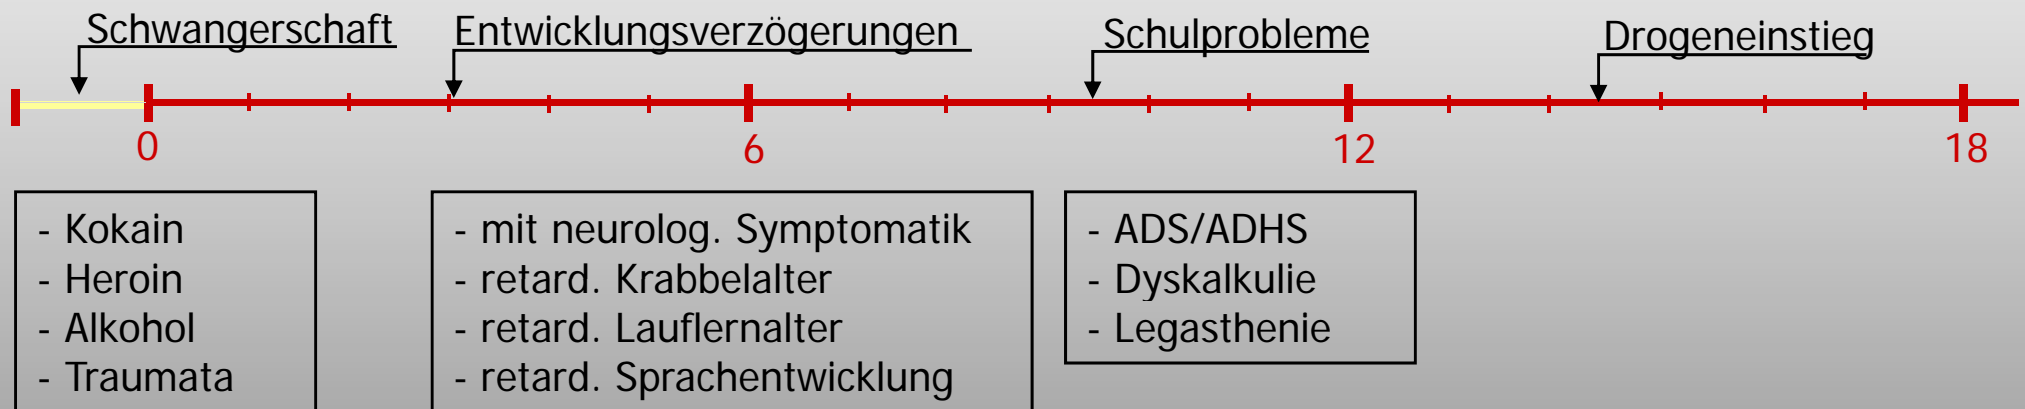 Schwangerschaft
Entwicklungsverzögerungen
Schulprobleme
Drogeneinstieg
0
6
12
18
- Kokain
- Heroin
- Alkohol
- Traumata
- mit neurolog. Symptomatik
- retard. Krabbelalter
- retard. Lauflernalter
- retard. Sprachentwicklung
- ADS/ADHS
- Dyskalkulie
- Legasthenie